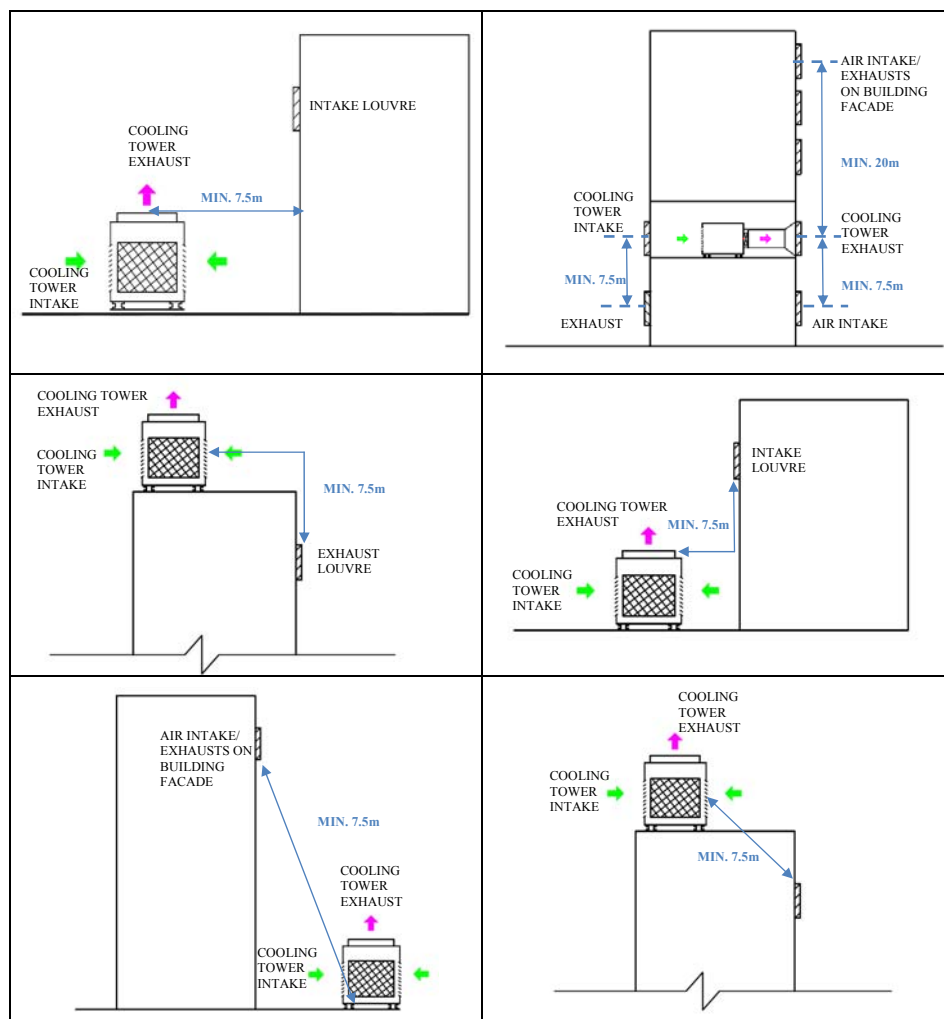 INTAKE LOUVRE
COOLING
TOWER
EXHAUST
MIN. 7.5m
COOLING
TOWER
INTAKE
AIR INTAKE/
EXHAUSTS
ON BUILDING
FACADE
MIN. 20m
COOLING
TOWER
INTAKE
COOLING
TOWER
EXHAUST
MIN. 7.5m
MIN. 7.5m
EXHAUST
AIR INTAKE
COOLING TOWER
EXHAUST
COOLING
TOWER
INTAKE
MIN. 7.5m
EXHAUST
LOUVRE
INTAKE
LOUVRE
COOLING TOWER
EXHAUST
MIN. 7.5m
COOLING
TOWER
INTAKE
AIR INTAKE/
EXHAUSTS ON
BUILDING
FACADE
MIN. 7.5m
COOLING
TOWER
EXHAUST
COOLING
TOWER
INTAKE
COOLING
TOWER
EXHAUST
COOLING
TOWER
INTAKE
MIN. 7.5m